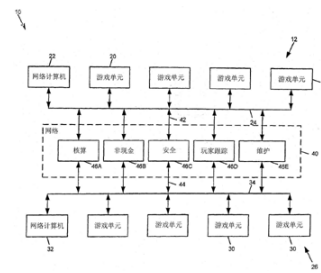 10
12
22
20
网络计算机
游戏单元
游戏单元
游戏单元
游戏单元
24
42
网络
核算
非现金
安全
玩家跟踪
维护
40
46A
46B
46C
46D
46E
44
34
网络计算机
游戏单元
游戏单元
游戏单元
游戏单元
32
30
30
26